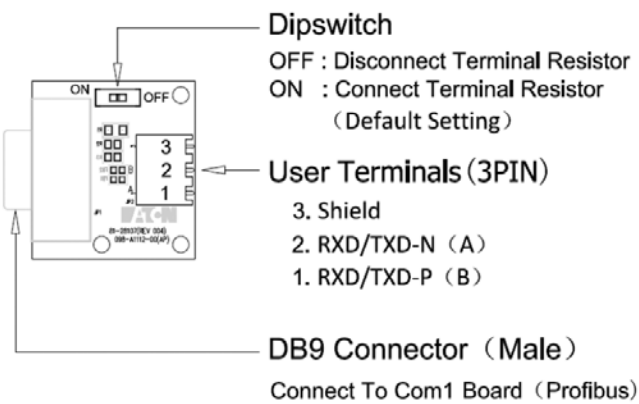 Dipswitch
OFF : Disconnect Terminal Resistor
ON : Connect Terminal Resistor
（Default Setting）
ON
OFF
3
2
1
B
A
User Terminals (3PIN)
3. Shield
2. RXD/TXD-N （A）
1. RXD/TXD-P （B）
DB9 Connector （Male）
Connect To Com1 Board （Profibus）